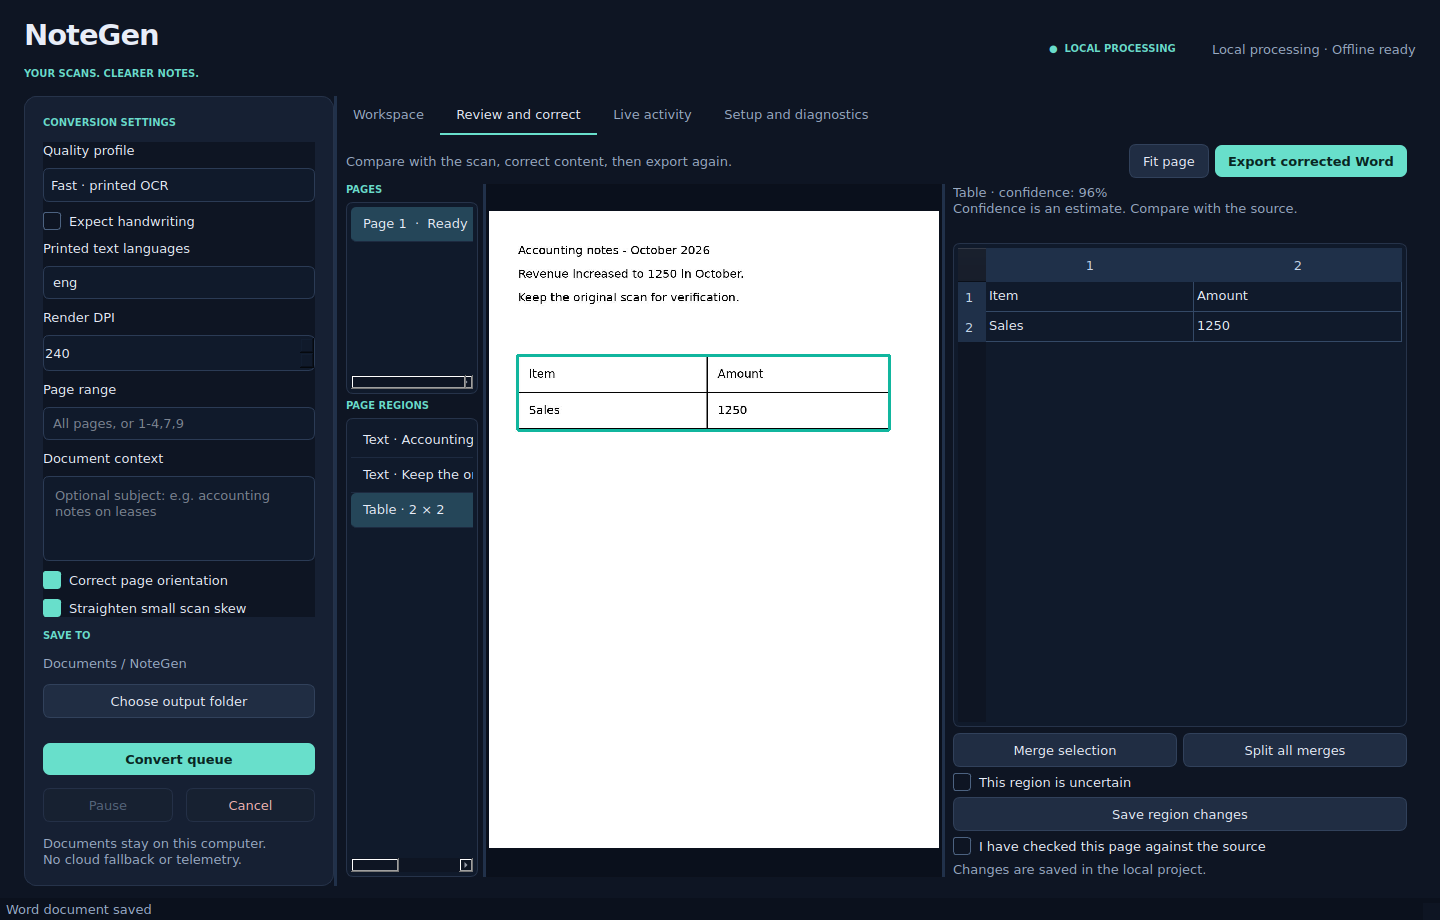 NoteGen
YOUR SCANS. CLEARER NOTES.
● LOCAL PROCESSING
Local processing · Offline ready
CONVERSION SETTINGS
Quality profile
Fast · printed OCR
Expect handwriting
Printed text languages
eng
Render DPI
240
Page range
All pages, or 1-4,7,9
Document context
Optional subject: e.g. accounting
notes on leases
Correct page orientation
Straighten small scan skew
SAVE TO
Documents / NoteGen
Choose output folder
Convert queue
Pause
Cancel
Documents stay on this computer.
No cloud fallback or telemetry.
Workspace
Review and correct
Live activity
Setup and diagnostics
Compare with the scan, correct content, then export again.
Fit page
Export corrected Word
PAGES
Page 1 · Ready
PAGE REGIONS
Text · Accounting
Text · Keep the
Table · 2 × 2
Accounting notes - October 2026
Revenue increased to 1250 in October.
Keep the original scan for verification.
Item Amount
Sales 1250
Table · confidence: 96%
Confidence is an estimate. Compare with the source.
1 2
1 Item Amount
2 Sales 1250
Merge selection
Split all merges
This region is uncertain
Save region changes
I have checked this page against the source
Changes are saved in the local project.
Word document saved